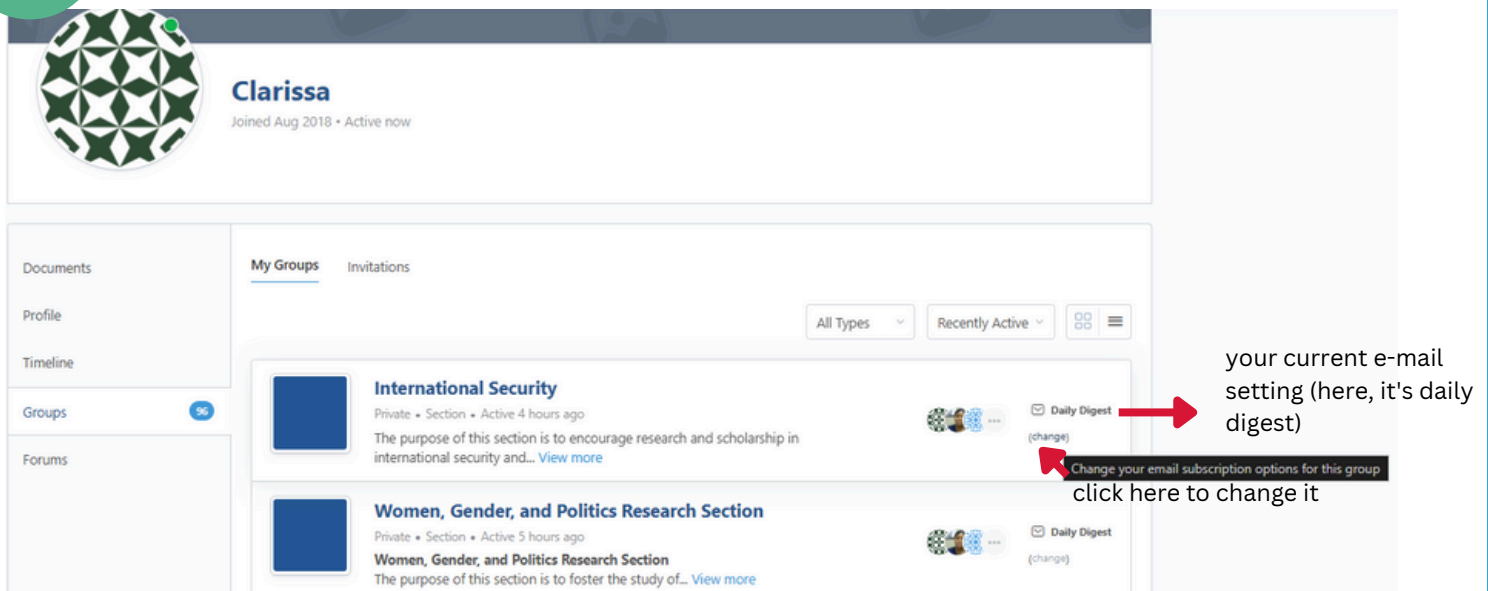 Clarissa
Joined Aug 2018 • Active now
Documents
Profile
Timeline
Groups 96
Forums
My Groups Invitations
All Types Recently Active
International Security
Private • Section • Active 4 hours ago
The purpose of this section is to encourage research and scholarship in
international security and... View more
Daily Digest
(change)
your current e-mail
setting (here, it's daily
digest)
Change your email subscription options for this group
click here to change it
Women, Gender, and Politics Research Section
Private • Section • Active 5 hours ago
Women, Gender, and Politics Research Section
The purpose of this section is to foster the study of... View more
Daily Digest
(change)